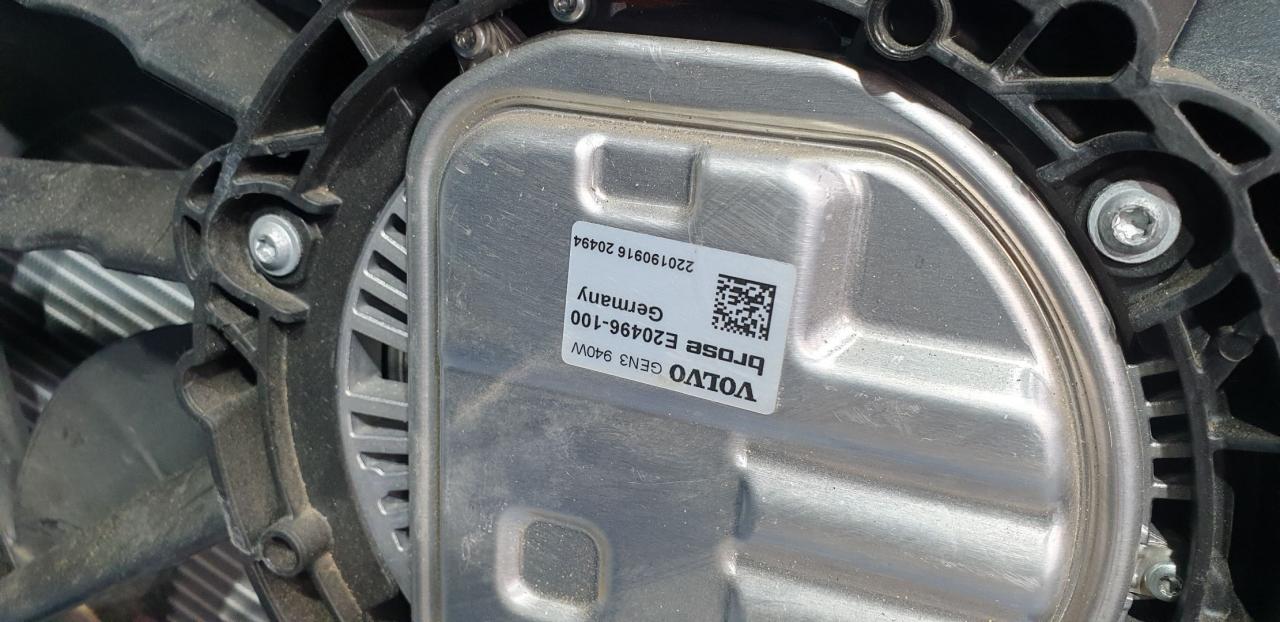 VOLVO GEN3 940W
brose E20496-100
Germany
220190916 20494